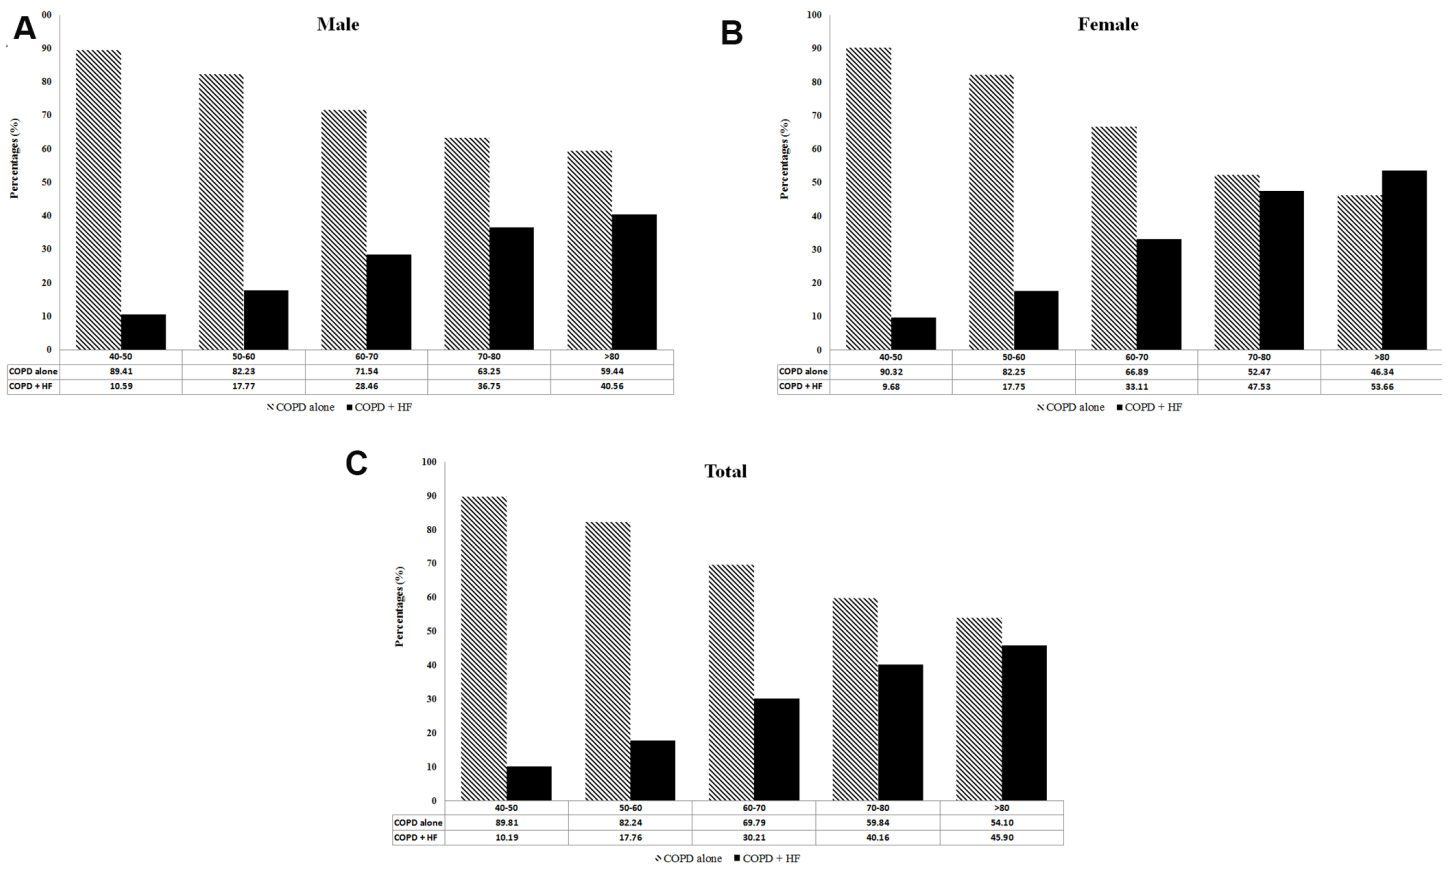 A
Male
Percentages (%)
00
90
80
70
60
50
40
30
20
10
0
40-50 50-60 60-70 70-80 >80
COPD alone 89.41 82.23 71.54 63.25 59.44
COPD + HF 10.59 17.77 28.46 36.75 40.56
COPD alone COPD + HF
B
Female
Percentages (%)
100
90
80
70
60
50
40
30
20
10
0
40-50 50-60 60-70 70-80 >80
COPD alone 90.32 82.25 66.89 52.47 46.34
COPD + HF 9.68 17.75 33.11 47.53 53.66
COPD alone COPD + HF
C
Total
Percentages (%)
100
90
80
70
60
50
40
30
20
10
0
40-50 50-60 60-70 70-80 >80
COPD alone 89.81 82.24 69.79 59.84 54.10
COPD + HF 10.19 17.76 30.21 40.16 45.90
COPD alone COPD + HF